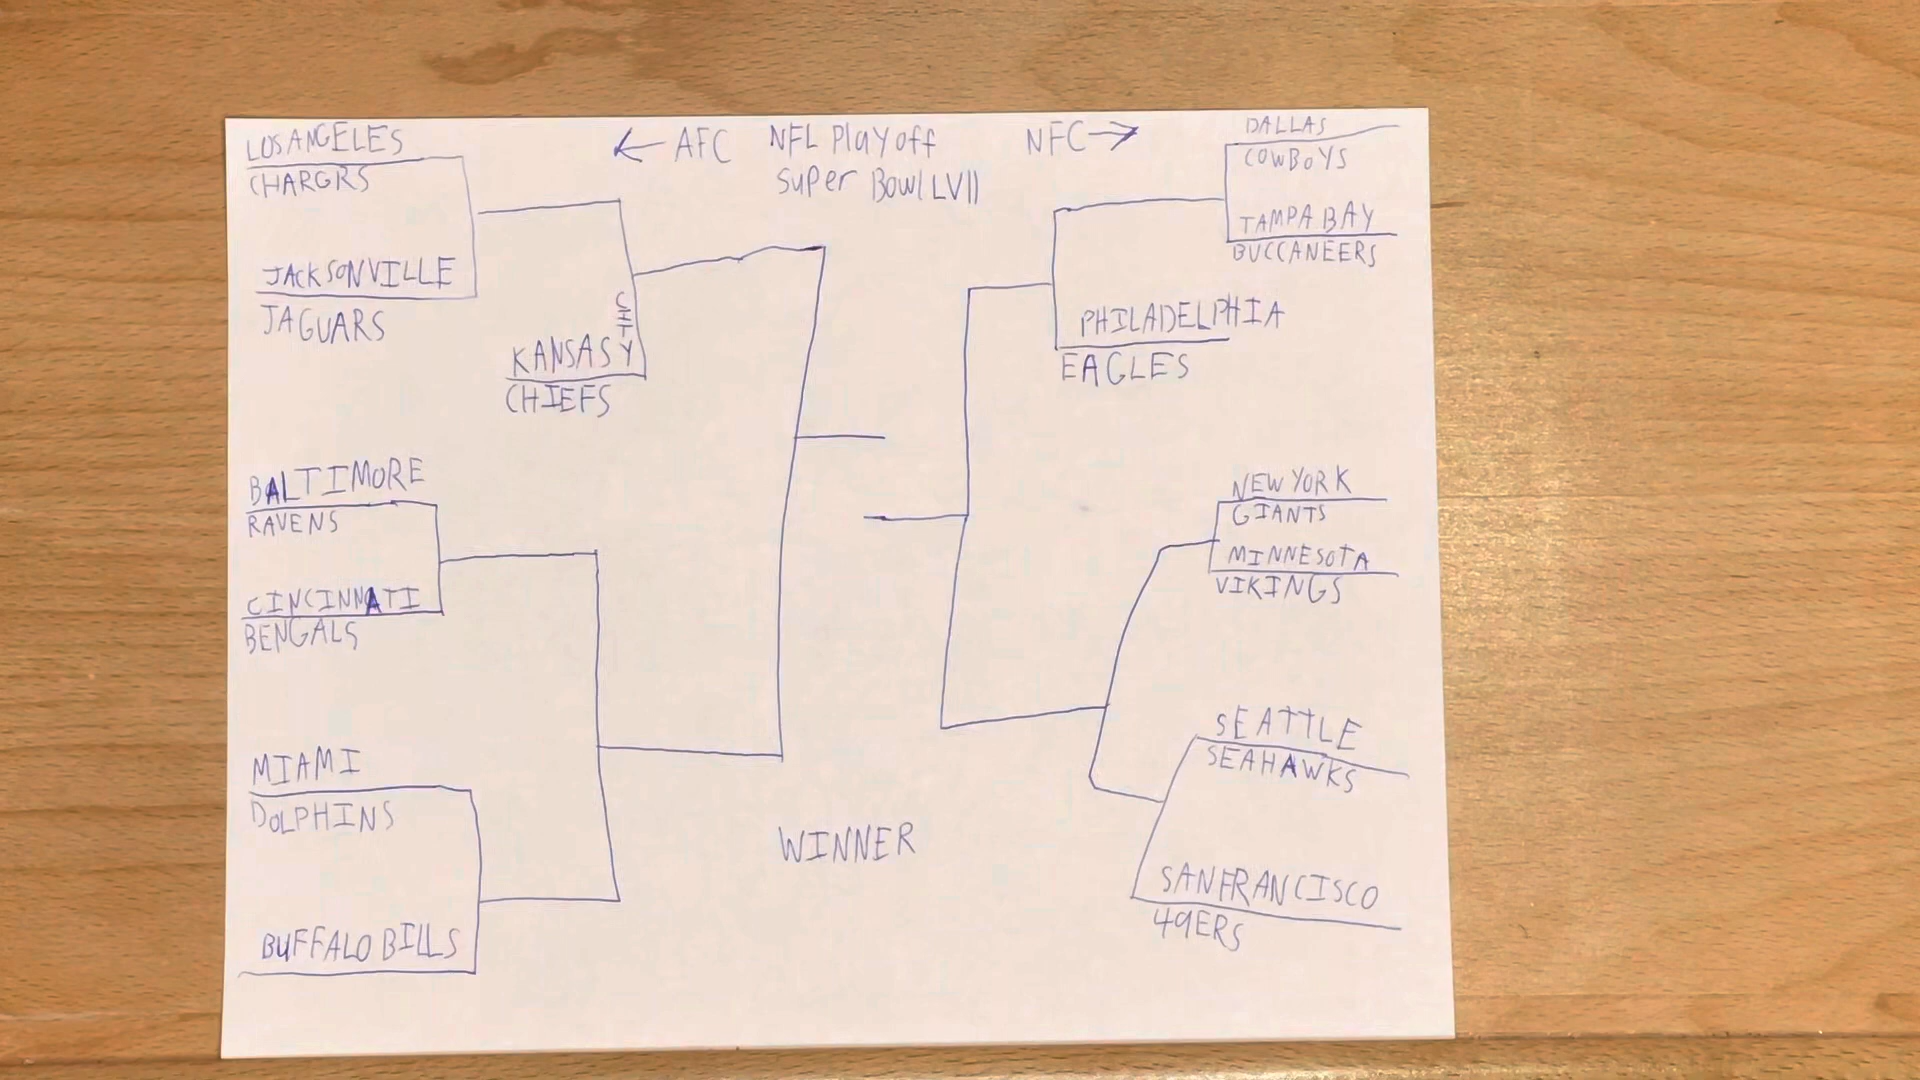 ← AFC NFL Playoff NFC →
Super Bowl LVII
LOS ANGELES
CHARGRS
JACKSONVILLE
JAGUARS
KANSAS CITY
CHIEFS
BALTIMORE
RAVENS
CINCINNATI
BENGALS
MIAMI
DOLPHINS
BUFFALO BILLS
DALLAS
COWBOYS
TAMPA BAY
BUCCANEERS
PHILADELPHIA
EAGLES
NEW YORK
GIANTS
MINNESOTA
VIKINGS
SEATTLE
SEAHAWKS
SANFRANCISCO
49ERS
WINNER